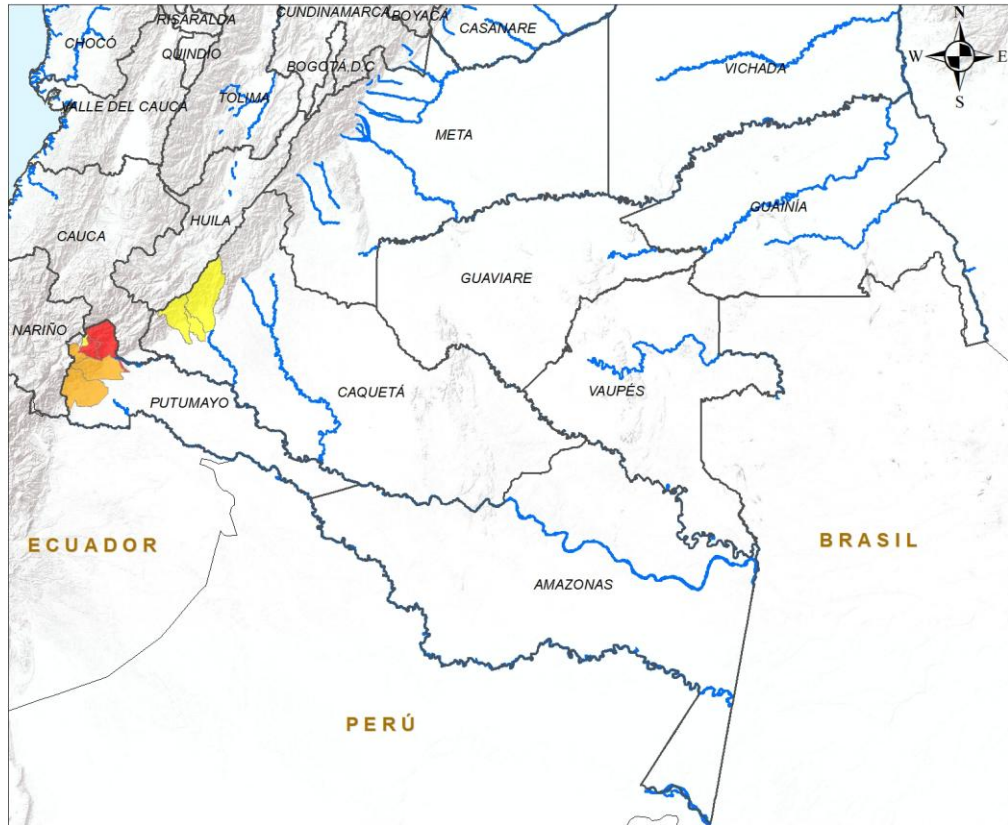 RISARALDA
CUNDINAMARCA
BOYACÁ
CASANARE
N
CHOCÓ
QUINDÍO
BOGOTÁ D.C
VICHADA
W
E
S
VALLE DEL CAUCA
TOLIMA
META
HUILA
GUAINÍA
CAUCA
GUAVIARE
NARIÑO
PUTUMAYO
CAQUETÁ
VAUPÉS
ECUADOR
BRASIL
AMAZONAS
PERÚ